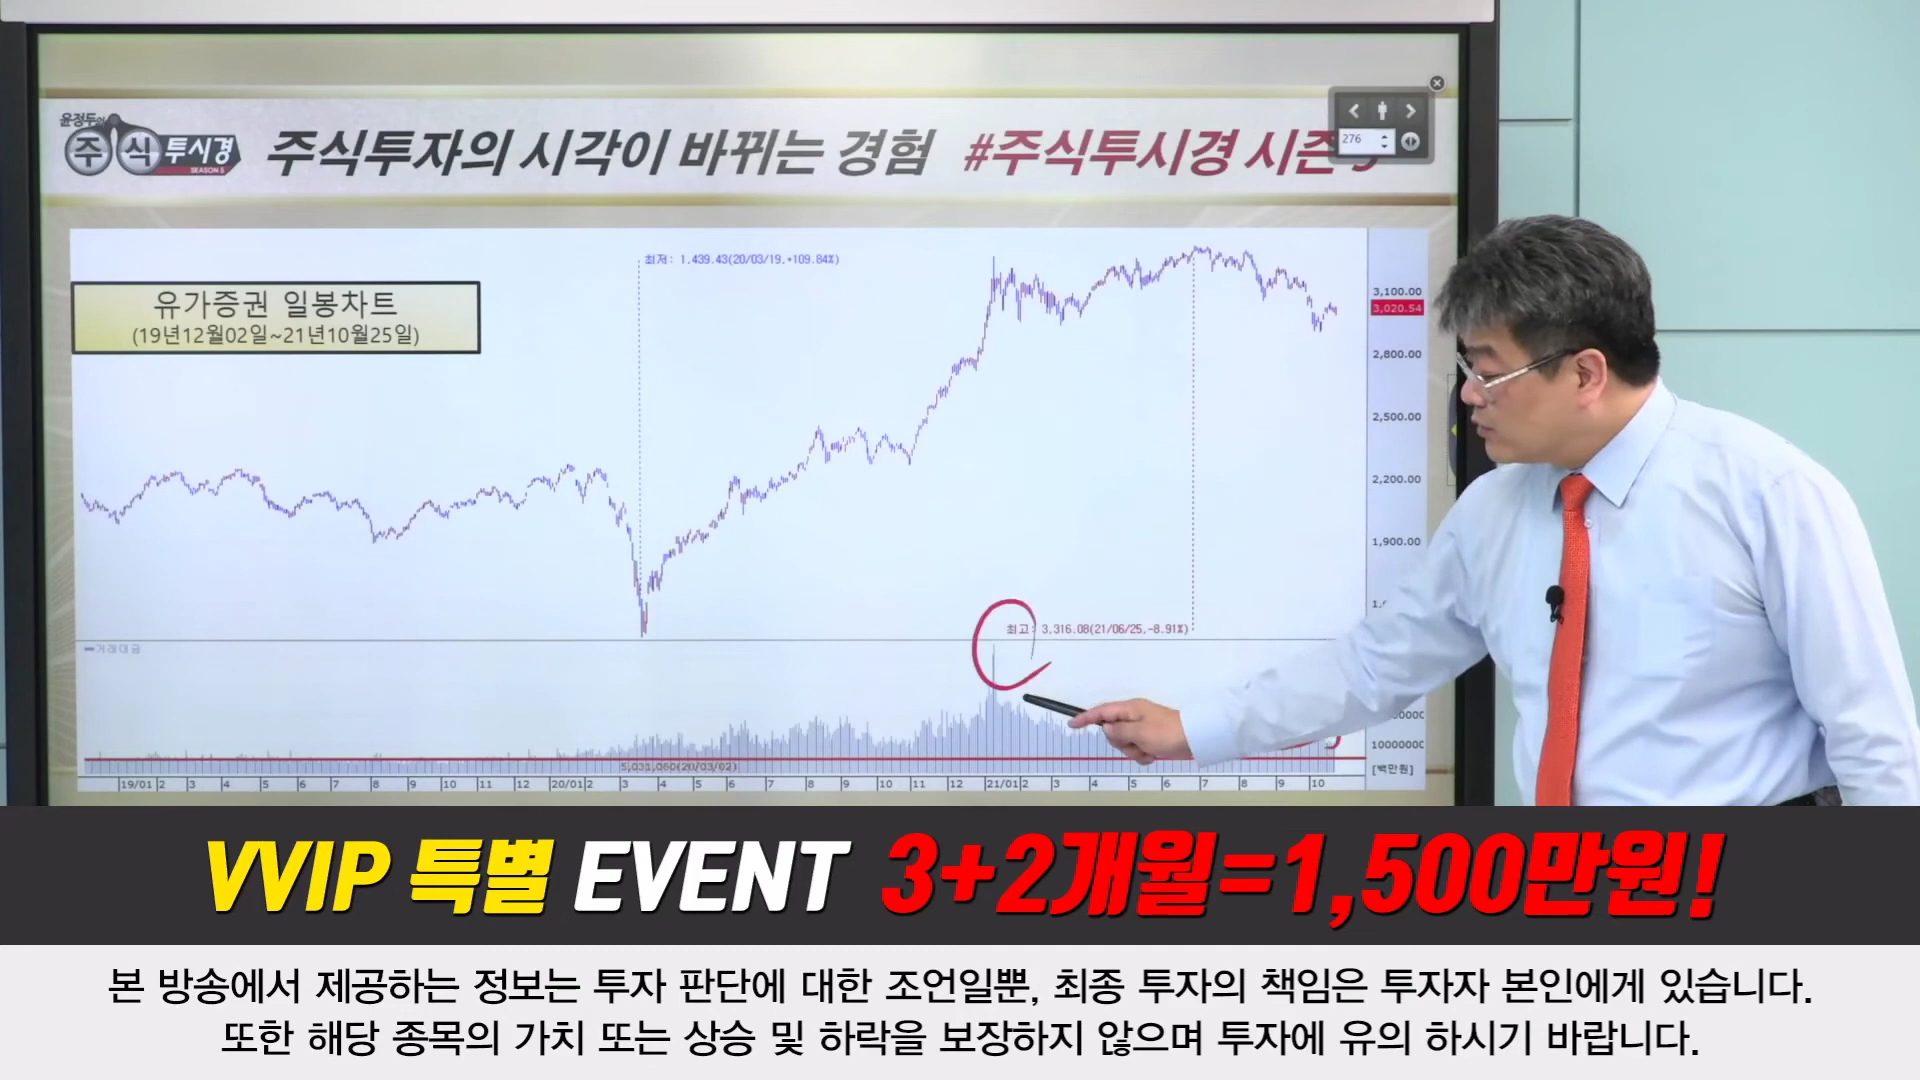 윤정두의
주식투시경
SEASON 5
주식투자의 시각이 바뀌는 경험 #주식투시경 시즌
276
최저: 1,439.43(20/03/19,+109.84%)
유가증권 일봉차트
(19년12월02일~21년10월25일)
3,100.00
3,020.54
2,800.00
2,500.00
2,200.00
1,900.00
최고: 3,316.08(21/06/25,-8.91%)
거래대금
5,031,060(20/03/02)
[백만원]
19/01 2 3 4 5 6 7 8 9 10 11 12 20/01 2 3 4 5 6 7 8 9 10 11 12 21/01 2 3 4 5 6 7 8 9 10
VVIP 특별 EVENT 3+2개월=1,500만원!
본 방송에서 제공하는 정보는 투자 판단에 대한 조언일뿐, 최종 투자의 책임은 투자자 본인에게 있습니다.
또한 해당 종목의 가치 또는 상승 및 하락을 보장하지 않으며 투자에 유의 하시기 바랍니다.